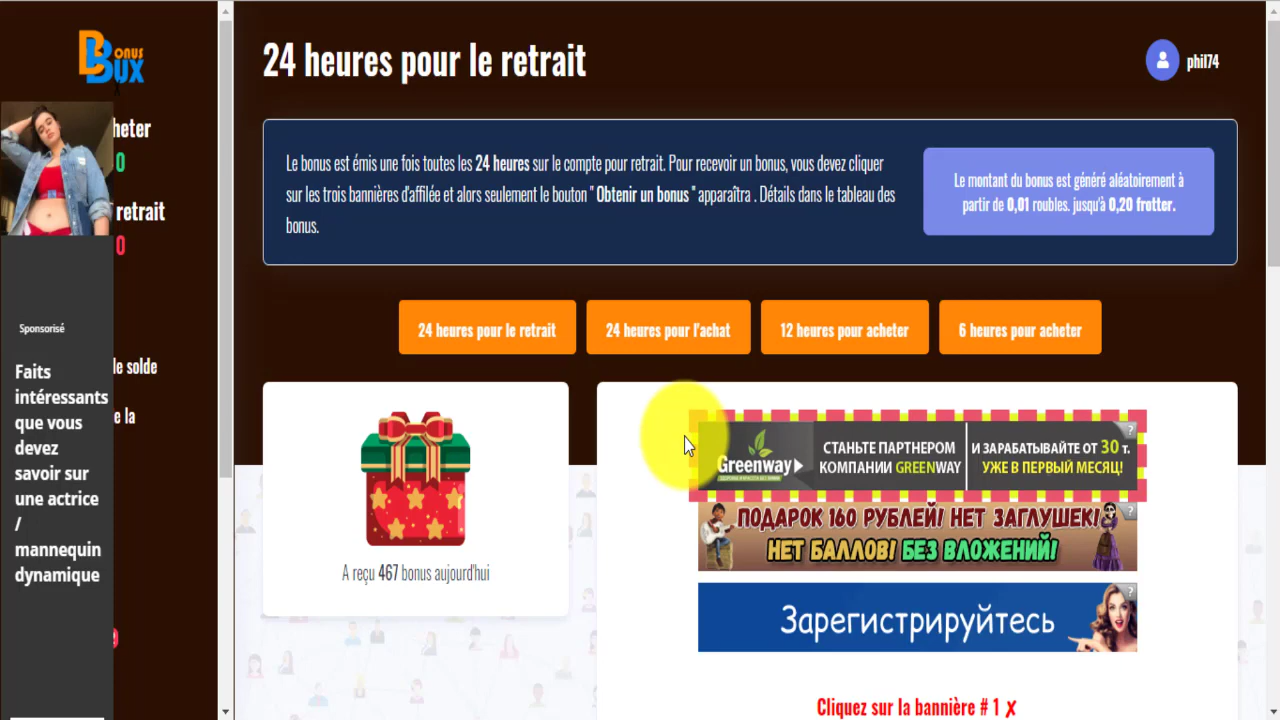 Bonus
Bux
heter
0
retrait
0
le solde
e la
Sponsorisé
Faits
intéressants
que vous
devez
savoir sur
une actrice
/
mannequin
dynamique
24 heures pour le retrait
phil74
Le bonus est émis une fois toutes les 24 heures sur le compte pour retrait. Pour recevoir un bonus, vous devez cliquer
sur les trois bannières d'affilée et alors seulement le bouton " Obtenir un bonus " apparaîtra . Détails dans le tableau des
bonus.
Le montant du bonus est généré aléatoirement à
partir de 0,01 roubles. jusqu'à 0,20 frotter.
24 heures pour le retrait
24 heures pour l'achat
12 heures pour acheter
6 heures pour acheter
A reçu 467 bonus aujourd'hui
Greenway
СТАНЬТЕ ПАРТНЕРОМ
КОМПАНИИ GREENWAY
И ЗАРАБАТЫВАЙТЕ ОТ 30 т.
УЖЕ В ПЕРВЫЙ МЕСЯЦ!
?
ПОДАРОК 160 РУБЛЕЙ! НЕТ ЗАГЛУШЕК!
НЕТ БАЛЛОВ! БЕЗ ВЛОЖЕНИЙ!
?
Зарегистрируйтесь
?
Cliquez sur la bannière # 1 ✗